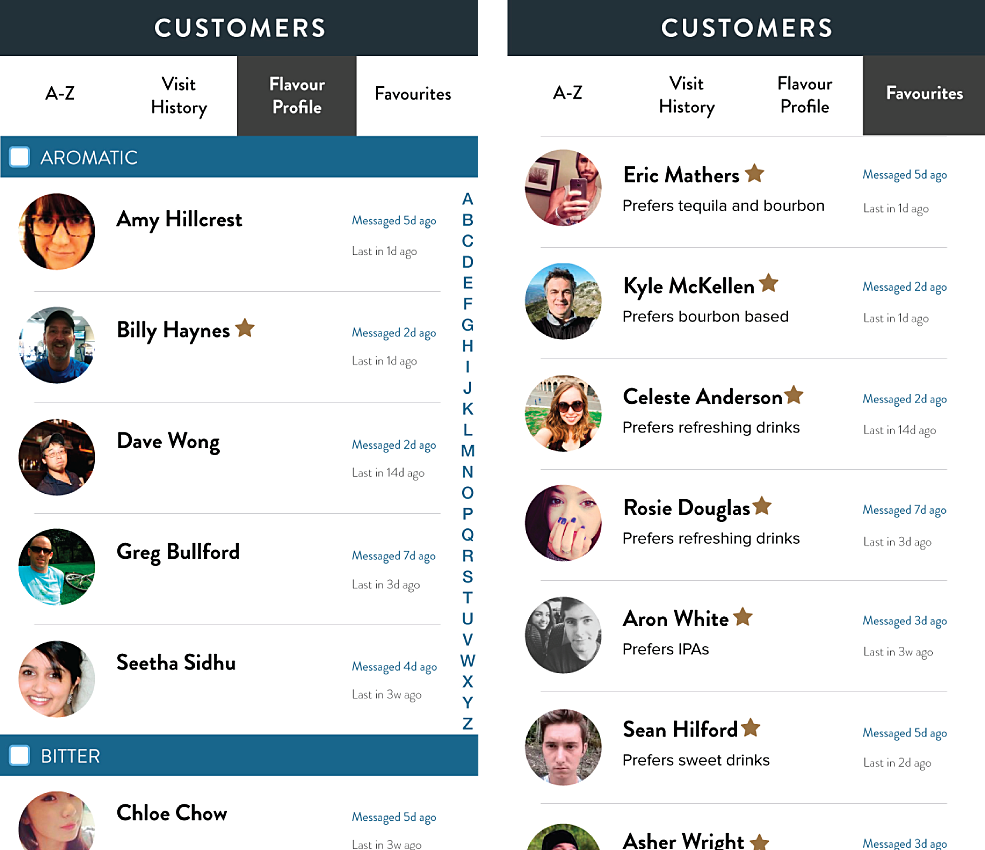 CUSTOMERS
A-Z
Visit
History
Flavour
Profile
Favourites
AROMATIC
Amy Hillcrest
Messaged 5d ago
Last in 1d ago
Billy Haynes
Messaged 2d ago
Last in 1d ago
Dave Wong
Messaged 2d ago
Last in 14d ago
Greg Bullford
Messaged 7d ago
Last in 3d ago
Seetha Sidhu
Messaged 4d ago
Last in 3w ago
A
B
C
D
E
F
G
H
I
J
K
L
M
N
O
P
Q
R
S
T
U
V
W
X
Y
Z
BITTER
Chloe Chow
Messaged 5d ago
Last in 3w ago
CUSTOMERS
A-Z
Visit
History
Flavour
Profile
Favourites
Eric Mathers
Messaged 5d ago
Prefers tequila and bourbon
Last in 1d ago
Kyle McKellen
Messaged 2d ago
Prefers bourbon based
Last in 1d ago
Celeste Anderson
Messaged 2d ago
Prefers refreshing drinks
Last in 14d ago
Rosie Douglas
Messaged 7d ago
Prefers refreshing drinks
Last in 3d ago
Aron White
Messaged 3d ago
Prefers IPAs
Last in 3w ago
Sean Hilford
Messaged 5d ago
Prefers sweet drinks
Last in 2d ago
Asher Wright
Messaged 3d ago